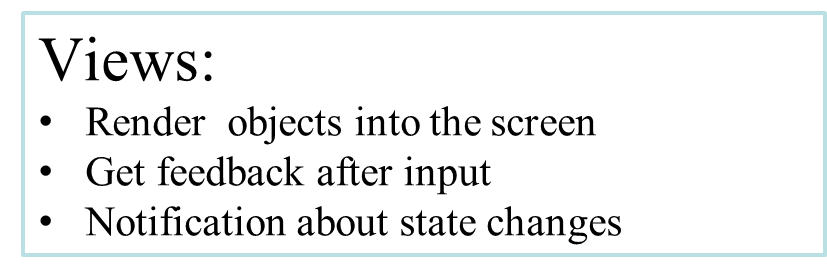 Views:
• Render  objects into the screen
• Get feedback after input
• Notification about state changes